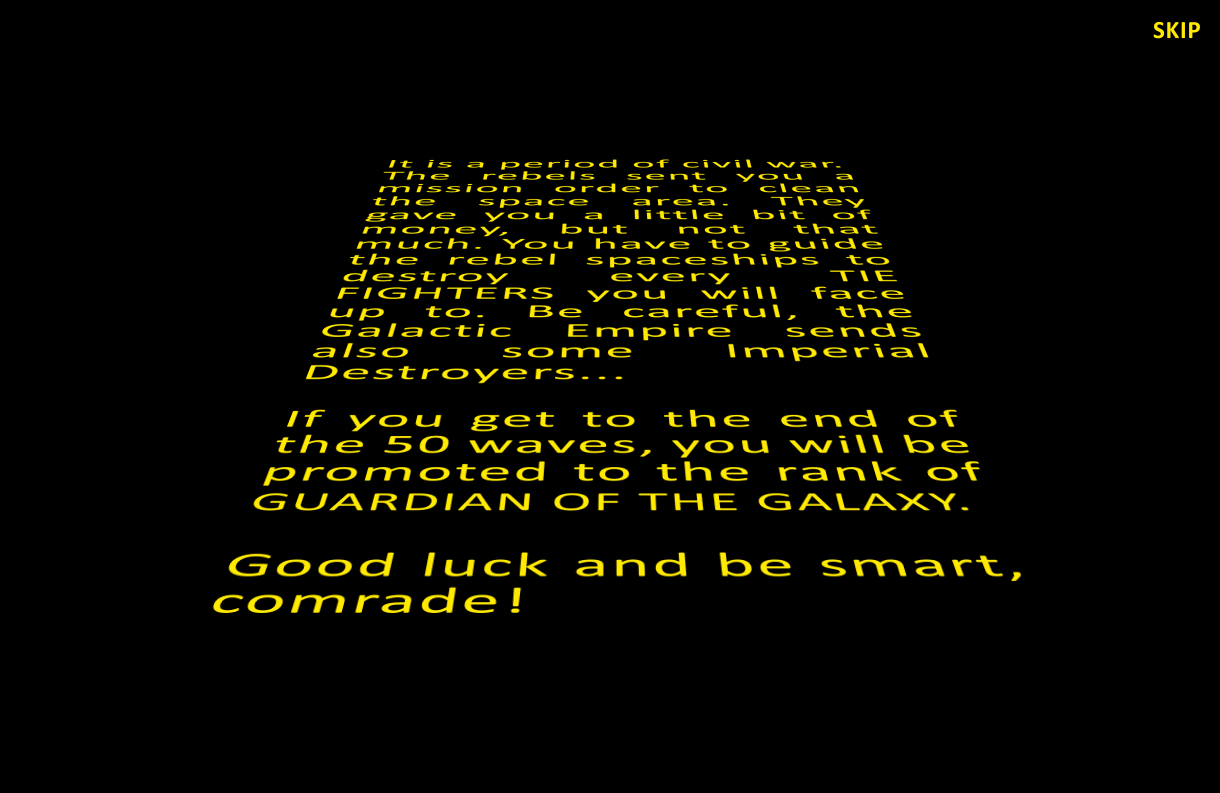 SKIP
It is a period of civil war.
The rebels sent you a
mission order to clean
the space area. They
gave you a little bit of
money, but not that
much. You have to guide
the rebel spaceships to
destroy every TIE
FIGHTERS you will face
up to. Be careful, the
Galactic Empire sends
also some Imperial
Destroyers...
If you get to the end of
the 50 waves, you will be
promoted to the rank of
GUARDIAN OF THE GALAXY.
Good luck and be smart,
comrade!